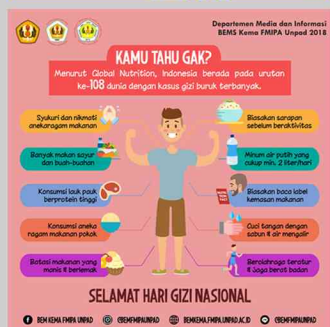 Departemen Media dan Informasi
BEMS Kema FMIPA Unpad 2018
KAMU TAHU GAK?
Menurut Global Nutrition, Indonesia berada pada urutan
ke-108 dunia dengan kasus gizi buruk terbanyak.
Syukuri dan nikmati
anekaragam makanan
Banyak makan sayur
dan buah-buahan
Konsumsi lauk pauk
berprotein tinggi
Konsumsi aneka
ragam makanan pokok
Batasi makanan yang
manis & berlemak
Biasakan sarapan
sebelum beraktivitas
Minum air putih yang
cukup min. 2 liter/hari
Biasakan baca label
kemasan makanan
Cuci tangan dengan
sabun & air mengalir
Berolahraga teratur
& jaga berat badan
SELAMAT HARI GIZI NASIONAL
BEM KEMA FMIPA UNPAD
@BEMFMIPAUNPAD
BEMKEMA.FMIPA.UNPAD.AC.ID
@BEMFMIPAUNPAD